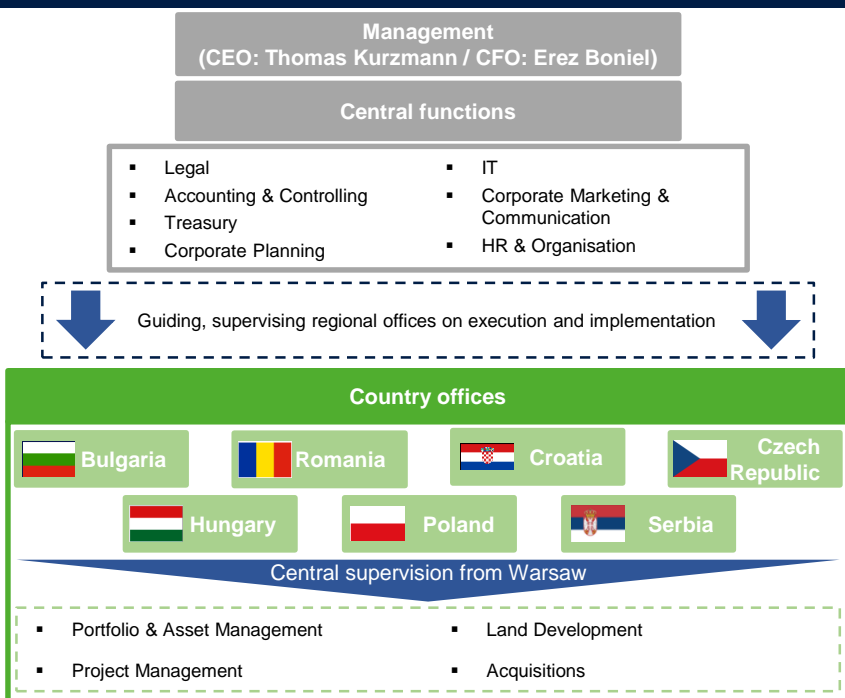 Management
(CEO: Thomas Kurzmann / CFO: Erez Boniel)
Central functions
▪ Legal
▪ Accounting & Controlling
▪ Treasury
▪ Corporate Planning
▪ IT
▪ Corporate Marketing &
Communication
▪ HR & Organisation
Guiding, supervising regional offices on execution and implementation
Country offices
Bulgaria
Romania
Croatia
Czech
Republic
Hungary
Poland
Serbia
Central supervision from Warsaw
▪ Portfolio & Asset Management
▪ Project Management
▪ Land Development
▪ Acquisitions